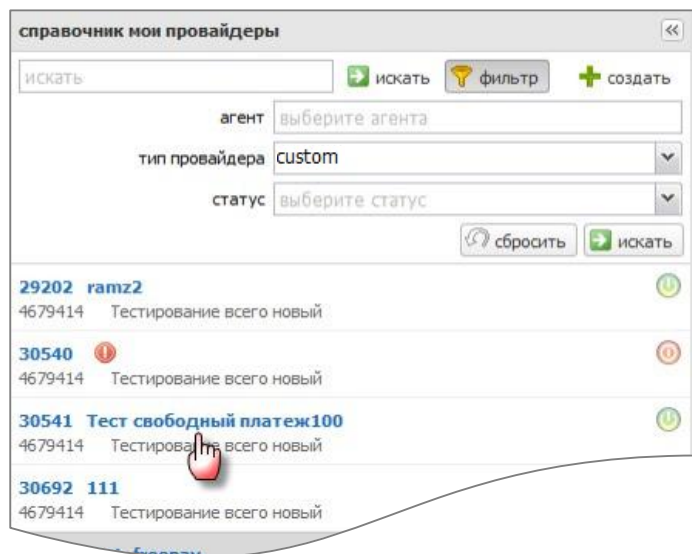 справочник мои провайдеры
искать искать фильтр создать
агент выберите агента
тип провайдера custom
статус выберите статус
сбросить искать
29202 ramz2
4679414 Тестирование всего новый
30540
4679414 Тестирование всего новый
30541 Тест свободный платеж100
4679414 Тестирование всего новый
30692 111
4679414 Тестирование всего новый